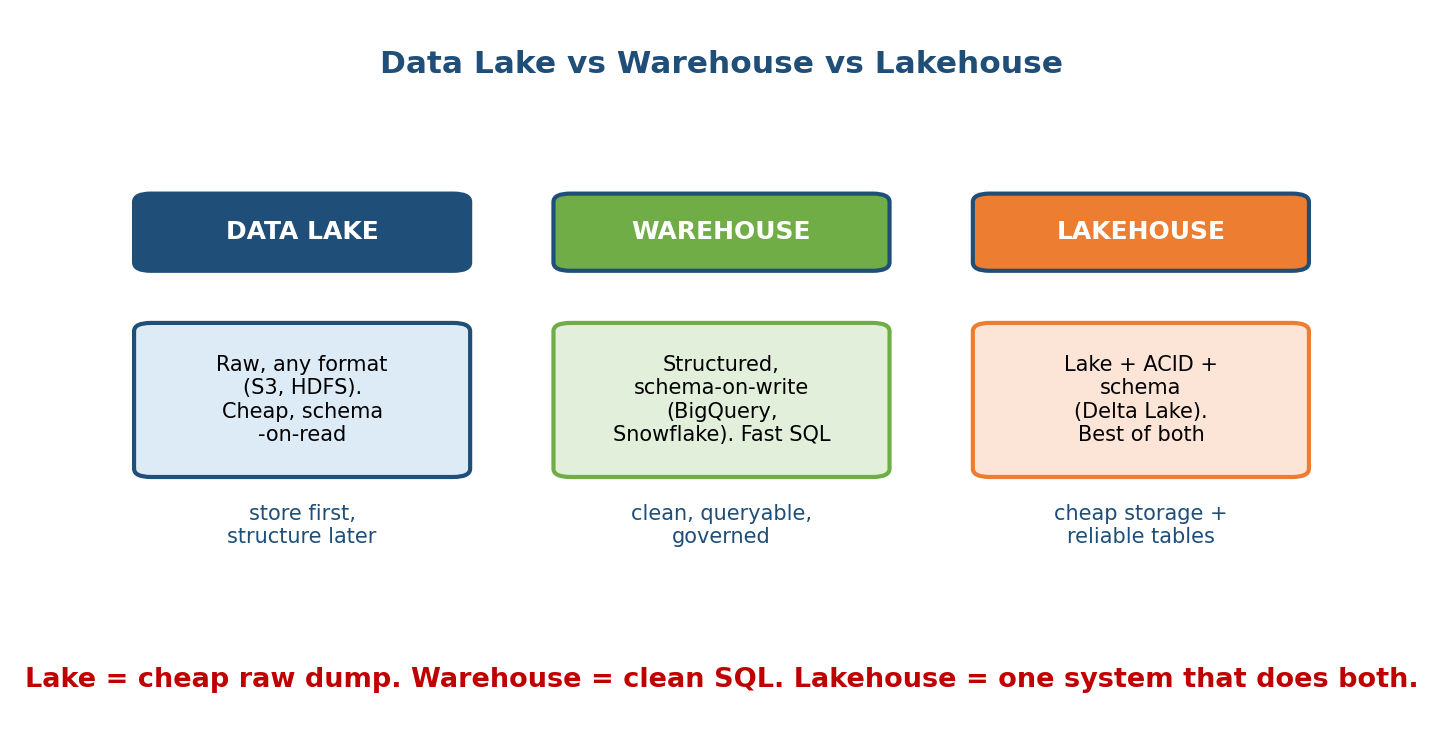 Data Lake vs Warehouse vs Lakehouse
DATA LAKE
WAREHOUSE
LAKEHOUSE
Raw, any format
(S3, HDFS).
Cheap, schema
-on-read
Structured,
schema-on-write
(BigQuery,
Snowflake). Fast SQL
Lake + ACID +
schema
(Delta Lake).
Best of both
store first,
structure later
clean, queryable,
governed
cheap storage +
reliable tables
Lake = cheap raw dump. Warehouse = clean SQL. Lakehouse = one system that does both.